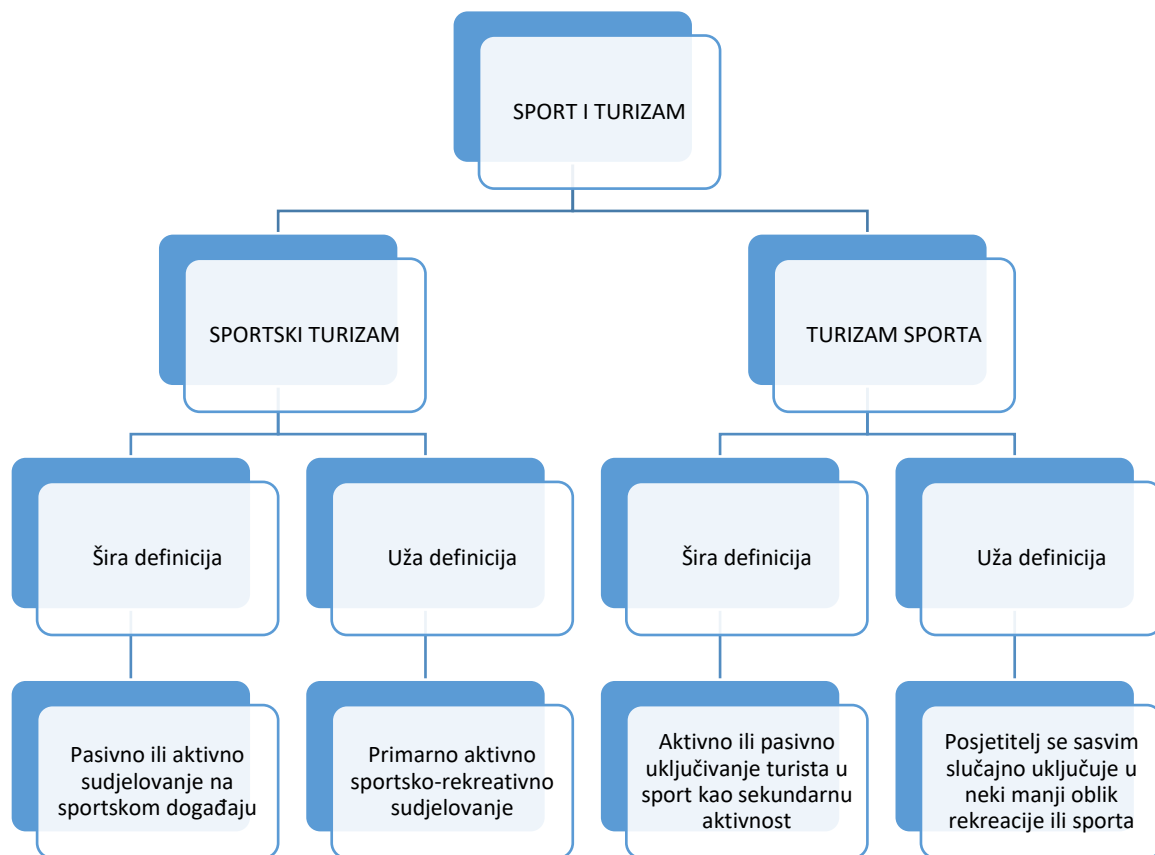 SPORT I TURIZAM
SPORTSKI TURIZAM
TURIZAM SPORTA
Šira definicija
Uža definicija
Šira definicija
Uža definicija
Pasivno ili aktivno
sudjelovanje na
sportskom događaju
Primarno aktivno
sportsko-rekreativno
sudjelovanje
Aktivno ili pasivno
uključivanje turista u
sport kao sekundarnu
aktivnost
Posjetitelj se sasvim
slučajno uključuje u
neki manji oblik
rekreacije ili sporta